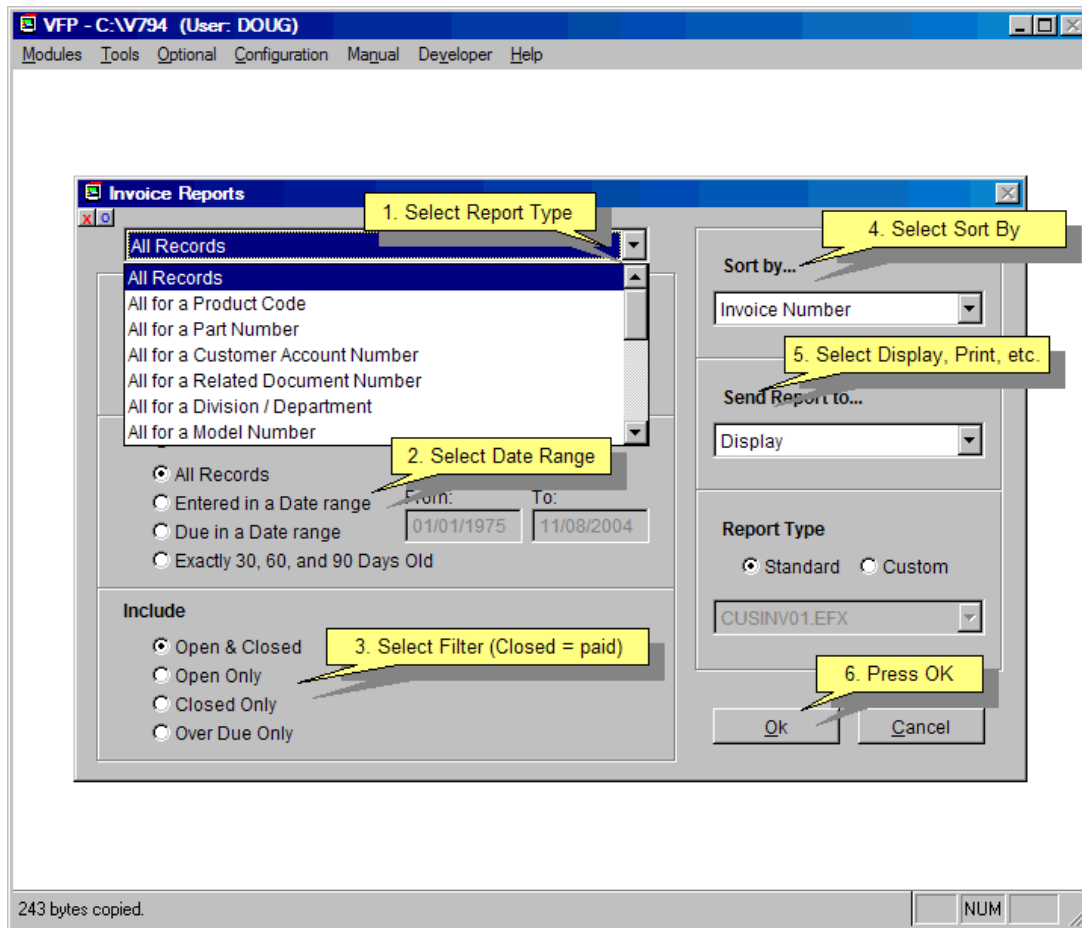 VFP - C:\V794 (User: DOUG)
Modules Tools Optional Configuration Manual Developer Help
Invoice Reports
X O
1. Select Report Type
All Records
All Records
All for a Product Code
All for a Part Number
All for a Customer Account Number
All for a Related Document Number
All for a Division / Department
All for a Model Number
2. Select Date Range
All Records
Entered in a Date range
Due in a Date range
Exactly 30, 60, and 90 Days Old
From: To:
01/01/1975 11/08/2004
Include
Open & Closed
Open Only
Closed Only
Over Due Only
3. Select Filter (Closed = paid)
4. Select Sort By
Sort by...
Invoice Number
5. Select Display, Print, etc.
Send Report to...
Display
Report Type
Standard Custom
CUSINV01.EFX
6. Press OK
Ok Cancel
243 bytes copied.
NUM